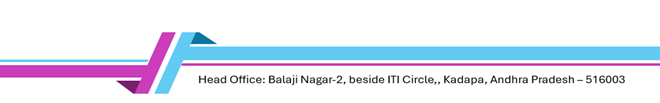 Head Office: Balaji Nagar-2, beside ITI Circle,, Kadapa, Andhra Pradesh – 516003